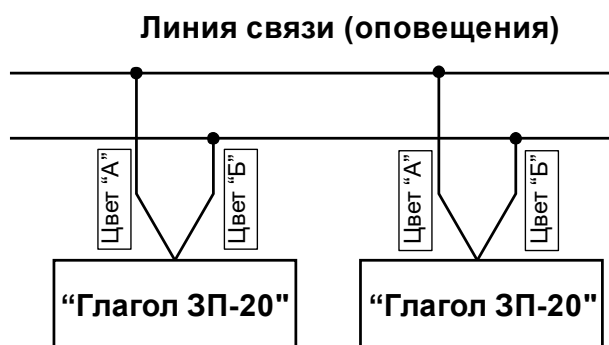 Линия связи (оповещения)
Цвет “А”
Цвет “Б”
Цвет “А”
Цвет “Б”
“Глагол ЗП-20"
“Глагол ЗП-20"